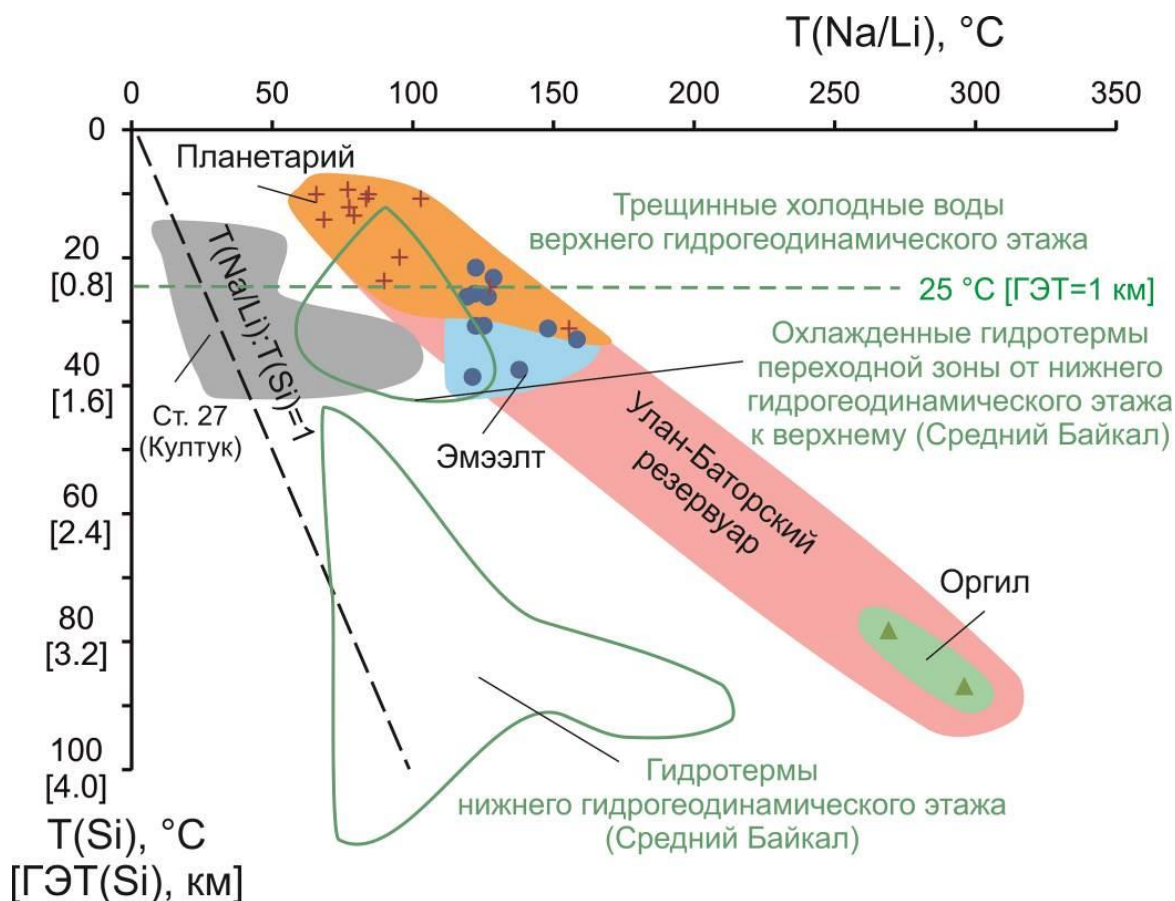 T(Na/Li), °C
0 50 100 150 200 250 300 350
0
Планетарий
Трещинные холодные воды
верхнего гидрогеодинамического этажа
20
[0.8]
25 °C [ГЭТ=1 км]
T(Na/Li):T(Si)=1
Охлажденные гидротермы
переходной зоны от нижнего
гидрогеодинамического этажа
к верхнему (Средний Байкал)
40
[1.6]
Ст. 27
(Култук)
Эмээлт
Улан-Баторский
резервуар
60
[2.4]
Оргил
80
[3.2]
100
[4.0]
Гидротермы
нижнего гидрогеодинамического этажа
(Средний Байкал)
T(Si), °C
[ГЭТ(Si), км]